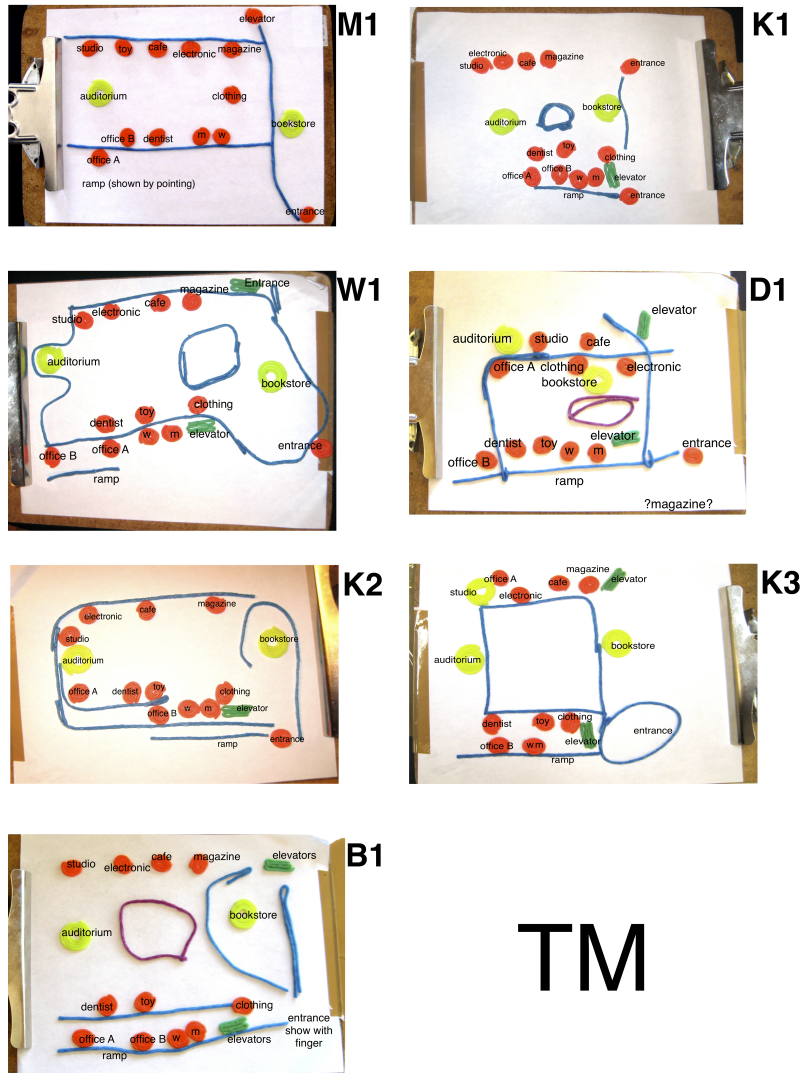 M1
elevator
studio toy cafe electronic magazine
auditorium clothing
bookstore
office B dentist m w
office A
ramp (shown by pointing)
entrance
K1
electronic
studio cafe magazine
entrance
auditorium bookstore
toy
dentist clothing
office A office B w m elevator
ramp entrance
W1
magazine Entrance
studio electronic cafe
auditorium
bookstore
toy clothing
dentist
w m elevator
office B office A entrance
ramp
D1
elevator
auditorium studio cafe
office A clothing electronic
bookstore
elevator
dentist toy w m entrance
office B
ramp
?magazine?
K2
electronic cafe magazine
studio bookstore
auditorium
office A dentist toy clothing
office B w m elevator
ramp entrance
K3
magazine
office A cafe elevator
studio electronic
auditorium bookstore
dentist toy clothing
entrance
office B w m elevator
ramp
B1
studio electronic cafe magazine elevators
bookstore
auditorium
dentist toy clothing
entrance
show with
finger
office A office B w m elevators
ramp
TM